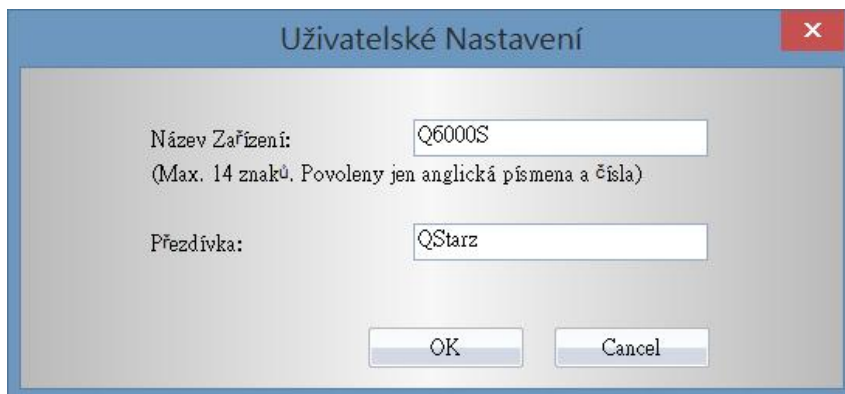 Uživatelské Nastavení
Název Zařízení: Q6000S
(Max. 14 znaků. Povoleny jen anglická písmena a čísla)
Přezdívka: QStarz
OK Cancel